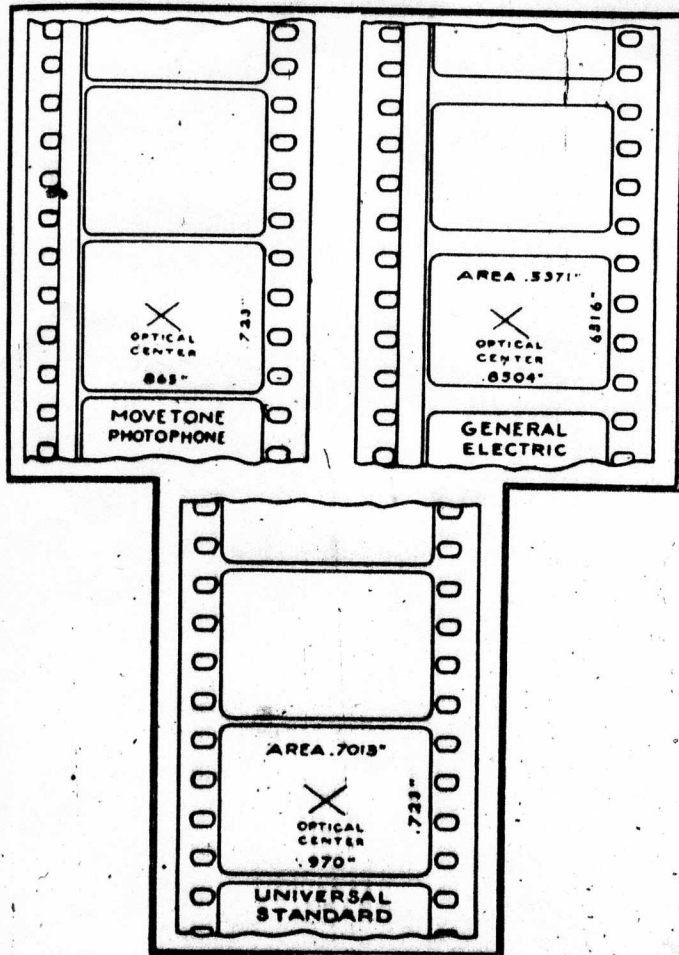 .723"
OPTICAL
CENTER
.865"
MOVETONE
PHOTOPHONE
AREA .5371"
.6316"
OPTICAL
CENTER
.8504"
GENERAL
ELECTRIC
AREA .7013"
.723"
OPTICAL
CENTER
.970"
UNIVERSAL
STANDARD